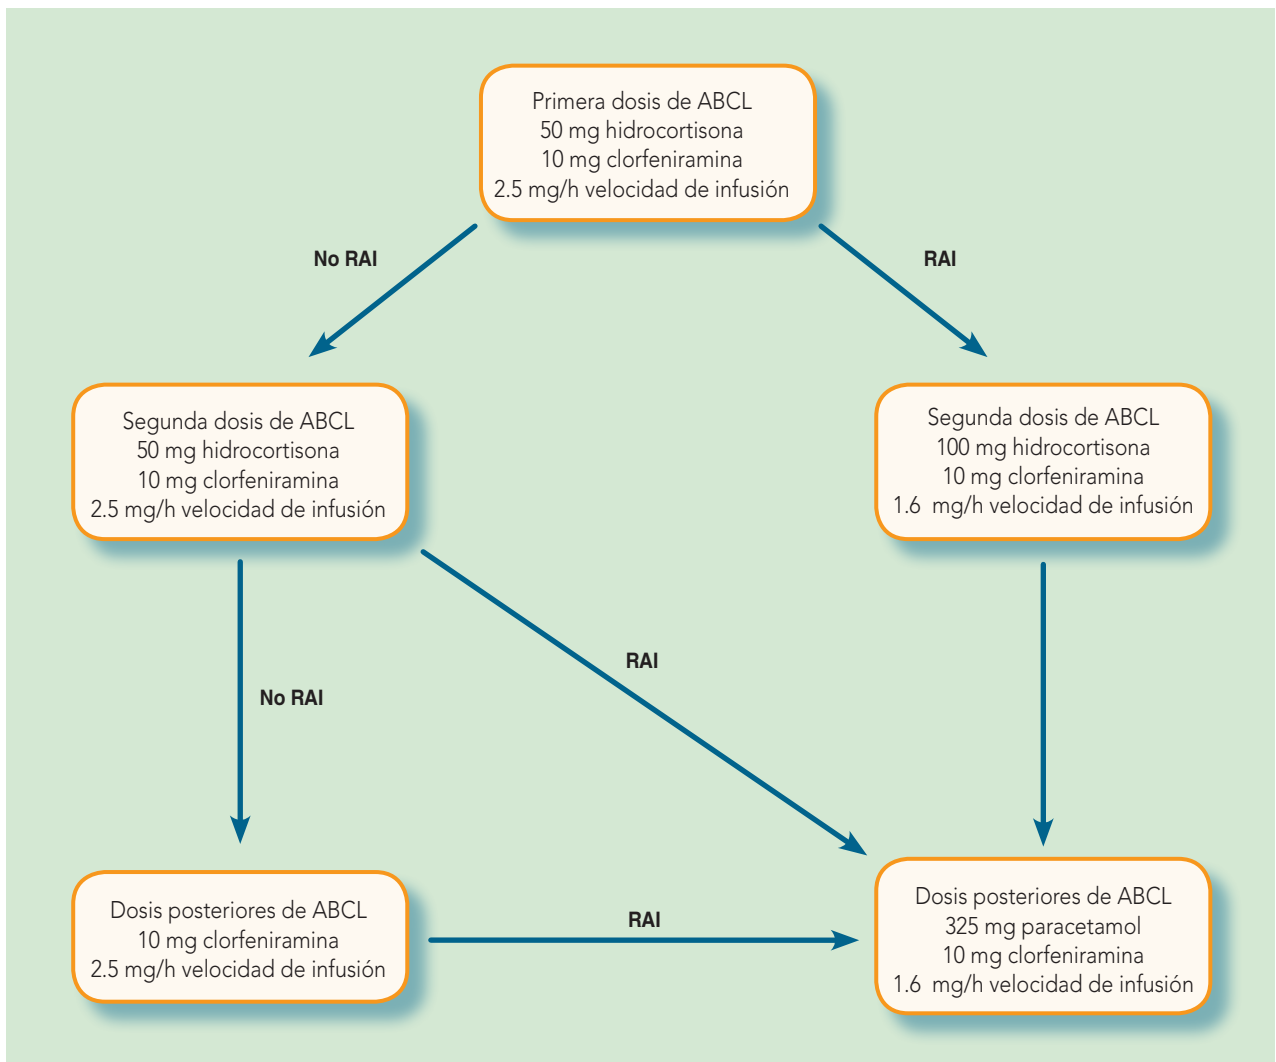 Primera dosis de ABCL
50 mg hidrocortisona
10 mg clorfeniramina
2.5 mg/h velocidad de infusión
No RAI
RAI
Segunda dosis de ABCL
50 mg hidrocortisona
10 mg clorfeniramina
2.5 mg/h velocidad de infusión
Segunda dosis de ABCL
100 mg hidrocortisona
10 mg clorfeniramina
1.6 mg/h velocidad de infusión
RAI
No RAI
Dosis posteriores de ABCL
10 mg clorfeniramina
2.5 mg/h velocidad de infusión
RAI
Dosis posteriores de ABCL
325 mg paracetamol
10 mg clorfeniramina
1.6 mg/h velocidad de infusión